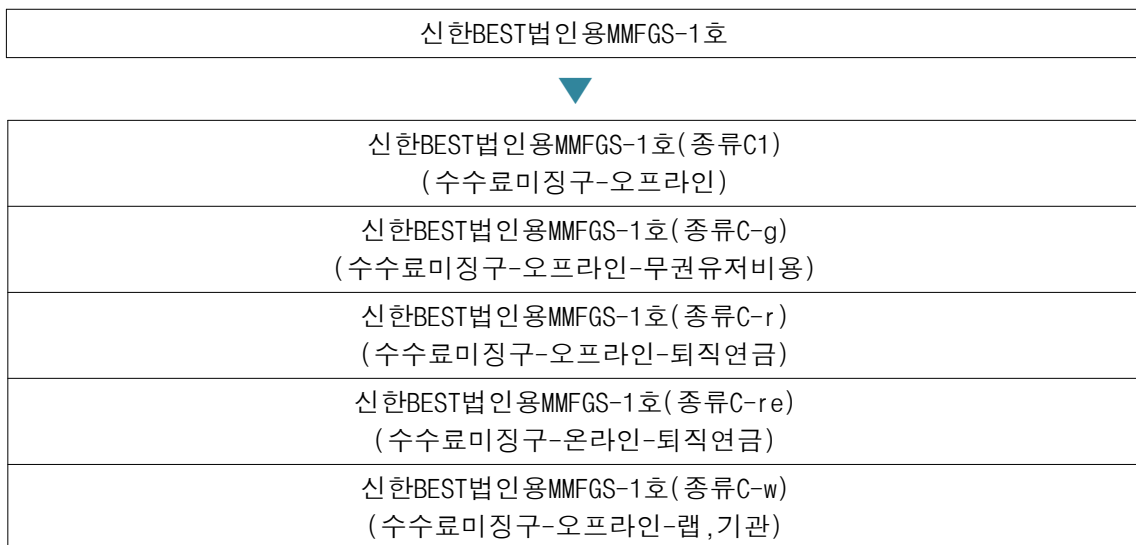 신한BEST법인용MMFGS-1호
신한BEST법인용MMFGS-1호(종류C1)
(수수료미징구-오프라인)
신한BEST법인용MMFGS-1호(종류C-g)
(수수료미징구-오프라인-무권유저비용)
신한BEST법인용MMFGS-1호(종류C-r)
(수수료미징구-오프라인-퇴직연금)
신한BEST법인용MMFGS-1호(종류C-re)
(수수료미징구-온라인-퇴직연금)
신한BEST법인용MMFGS-1호(종류C-w)
(수수료미징구-오프라인-랩,기관)